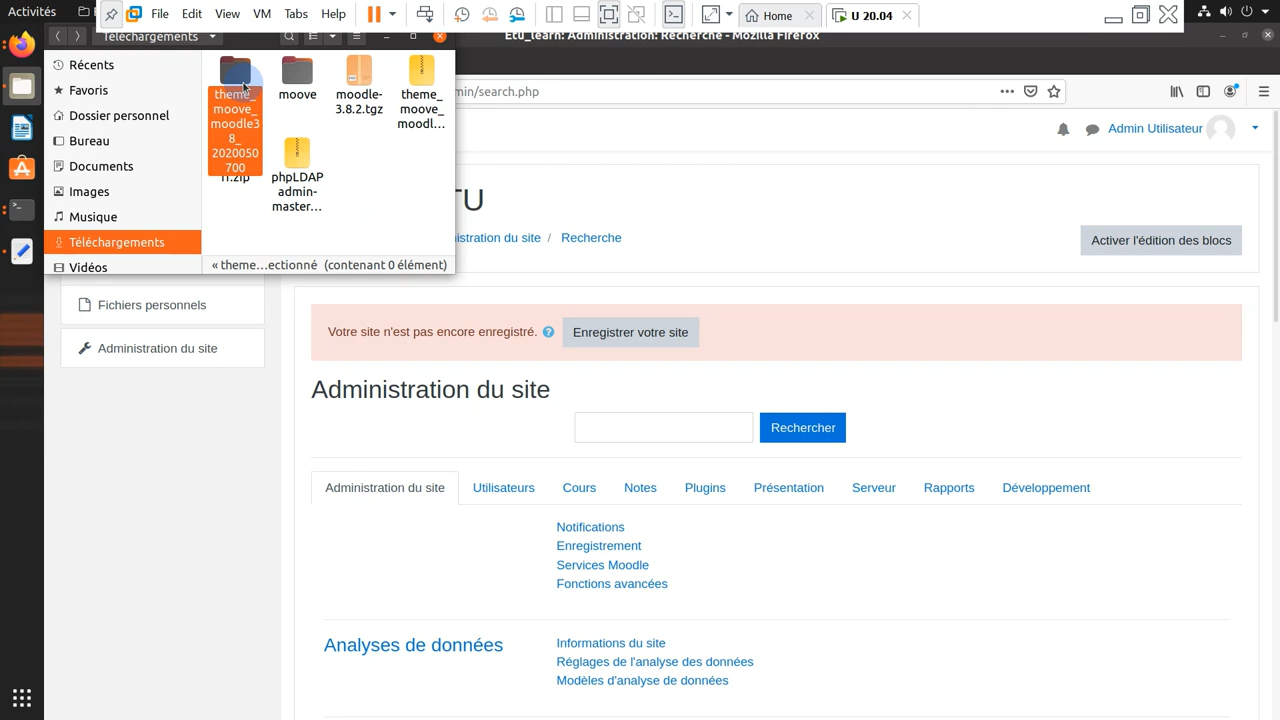 Activités
File Edit View VM Tabs Help
Home
U 20.04
Téléchargements
Etu_learn: Administration: Recherche - Mozilla Firefox
min/search.php
Récents
Favoris
Dossier personnel
Bureau
Documents
Images
Musique
Téléchargements
Vidéos
theme_
moove_
moodle3
8_
2020050
700
moove
moodle-
3.8.2.tgz
theme_
moove_
moodl...
phpLDAP
admin-
master...
« theme...ectionné (contenant 0 élément)
Admin Utilisateur
TU
istration du site / Recherche
Activer l'édition des blocs
Fichiers personnels
Administration du site
Votre site n'est pas encore enregistré.
Enregistrer votre site
Administration du site
Rechercher
Administration du site Utilisateurs Cours Notes Plugins Présentation Serveur Rapports Développement
Notifications
Enregistrement
Services Moodle
Fonctions avancées
Analyses de données
Informations du site
Réglages de l'analyse des données
Modèles d'analyse de données